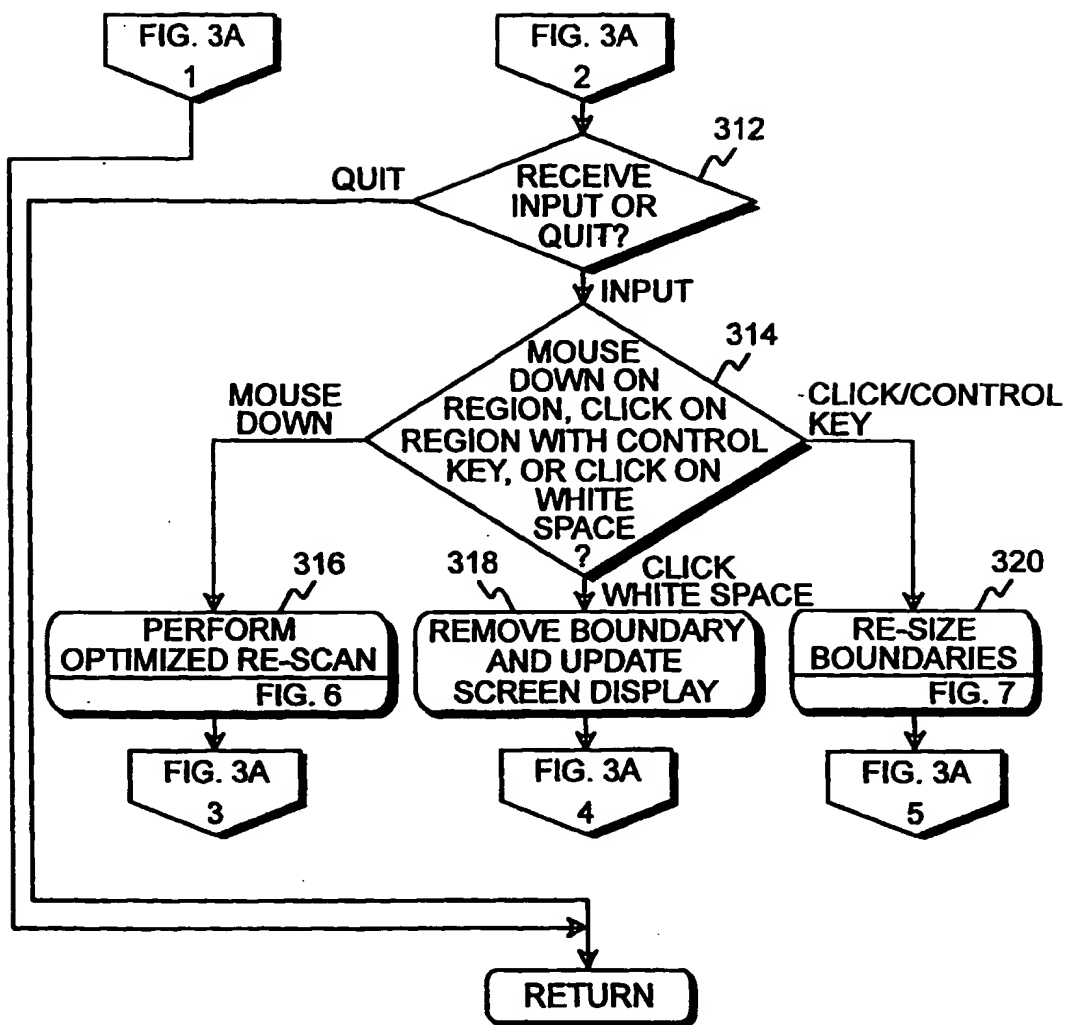 FIG. 3A
1
FIG. 3A
2
312
QUIT
RECEIVE
INPUT OR
QUIT?
INPUT
314
MOUSE
DOWN ON
REGION, CLICK ON
REGION WITH CONTROL
KEY, OR CLICK ON
WHITE
SPACE
?
MOUSE
DOWN
CLICK/CONTROL
KEY
CLICK
WHITE SPACE
316
PERFORM
OPTIMIZED RE-SCAN
FIG. 6
318
REMOVE BOUNDARY
AND UPDATE
SCREEN DISPLAY
320
RE-SIZE
BOUNDARIES
FIG. 7
FIG. 3A
3
FIG. 3A
4
FIG. 3A
5
RETURN